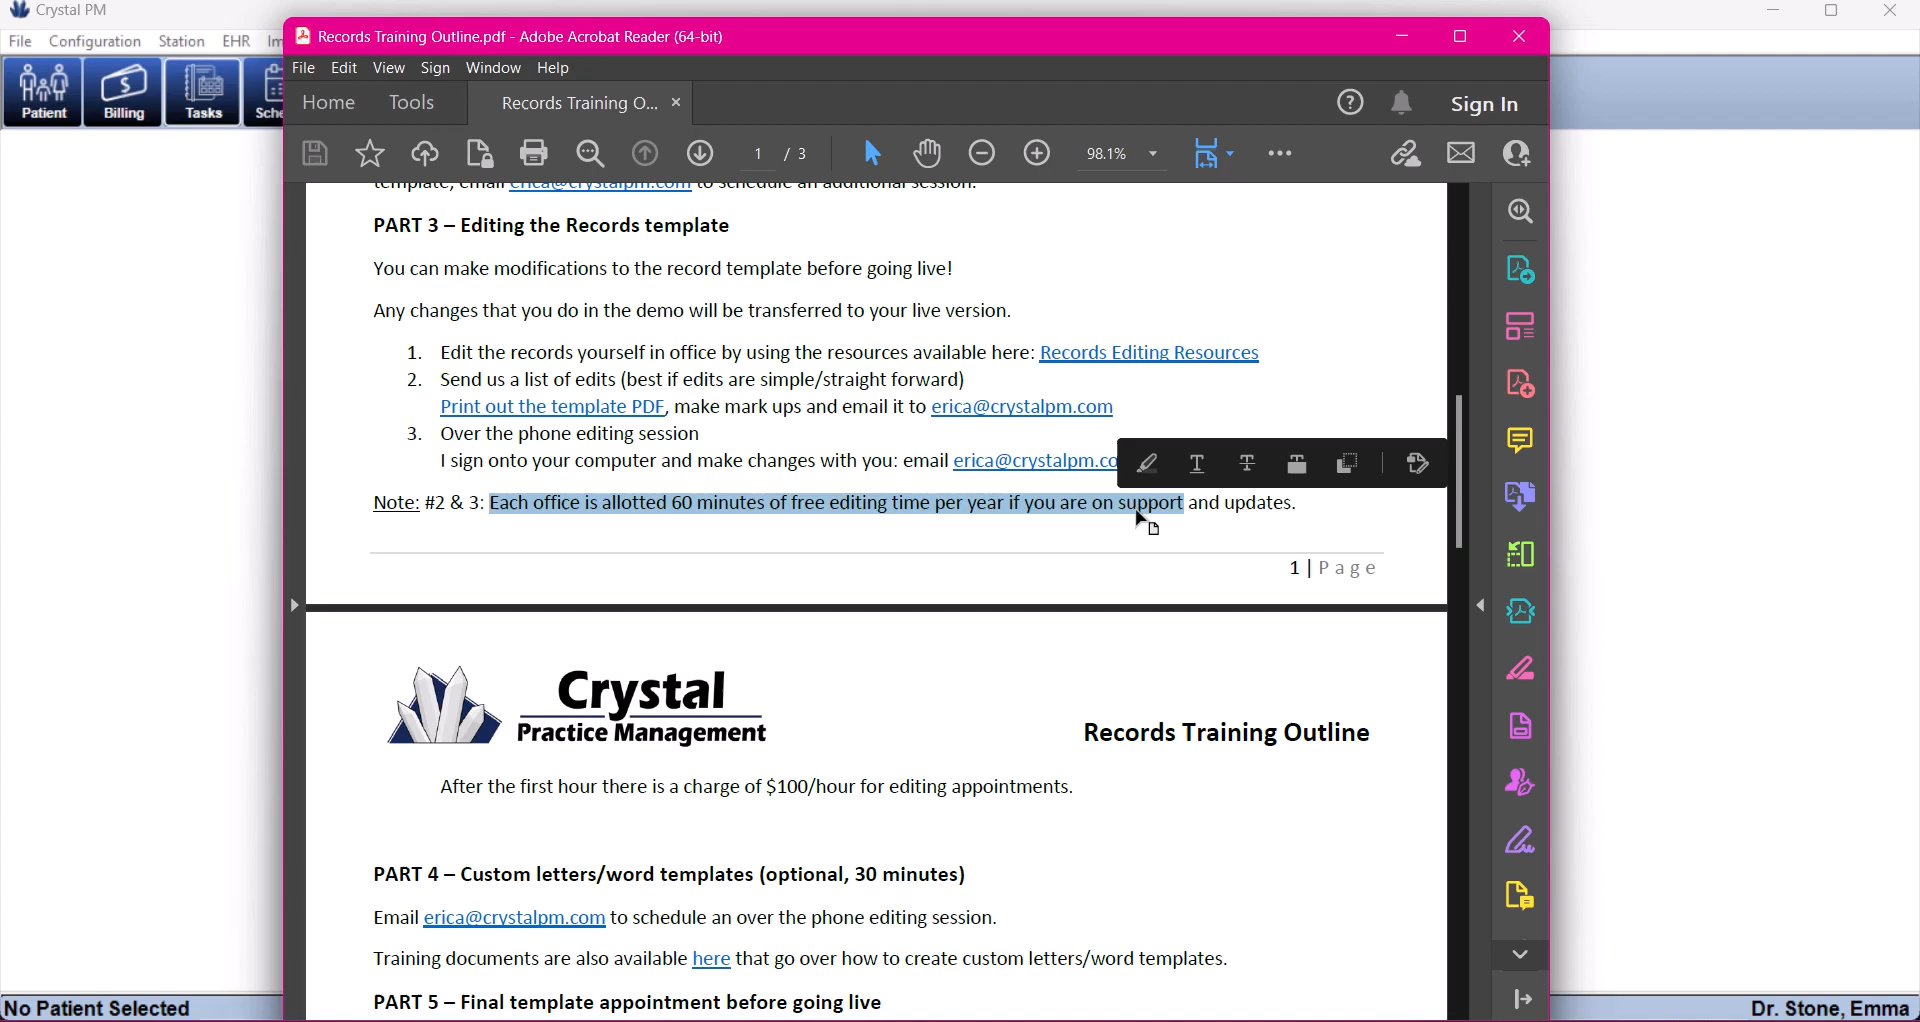 Crystal PM
File Configuration Station EHR
Patient Billing Tasks
Records Training Outline.pdf - Adobe Acrobat Reader (64-bit)
File Edit View Sign Window Help
Home Tools Records Training O... × Sign In
1 / 3 98.1%
template, email erica@crystalpm.com to schedule an additional session.
PART 3 – Editing the Records template
You can make modifications to the record template before going live!
Any changes that you do in the demo will be transferred to your live version.
1. Edit the records yourself in office by using the resources available here: Records Editing Resources
2. Send us a list of edits (best if edits are simple/straight forward)
Print out the template PDF, make mark ups and email it to erica@crystalpm.com
3. Over the phone editing session
I sign onto your computer and make changes with you: email erica@crystalpm.co
Note: #2 & 3: Each office is allotted 60 minutes of free editing time per year if you are on support and updates.
1 | P a g e
Crystal
Practice Management
Records Training Outline
After the first hour there is a charge of $100/hour for editing appointments.
PART 4 – Custom letters/word templates (optional, 30 minutes)
Email erica@crystalpm.com to schedule an over the phone editing session.
Training documents are also available here that go over how to create custom letters/word templates.
PART 5 – Final template appointment before going live
No Patient Selected
Dr. Stone, Emma